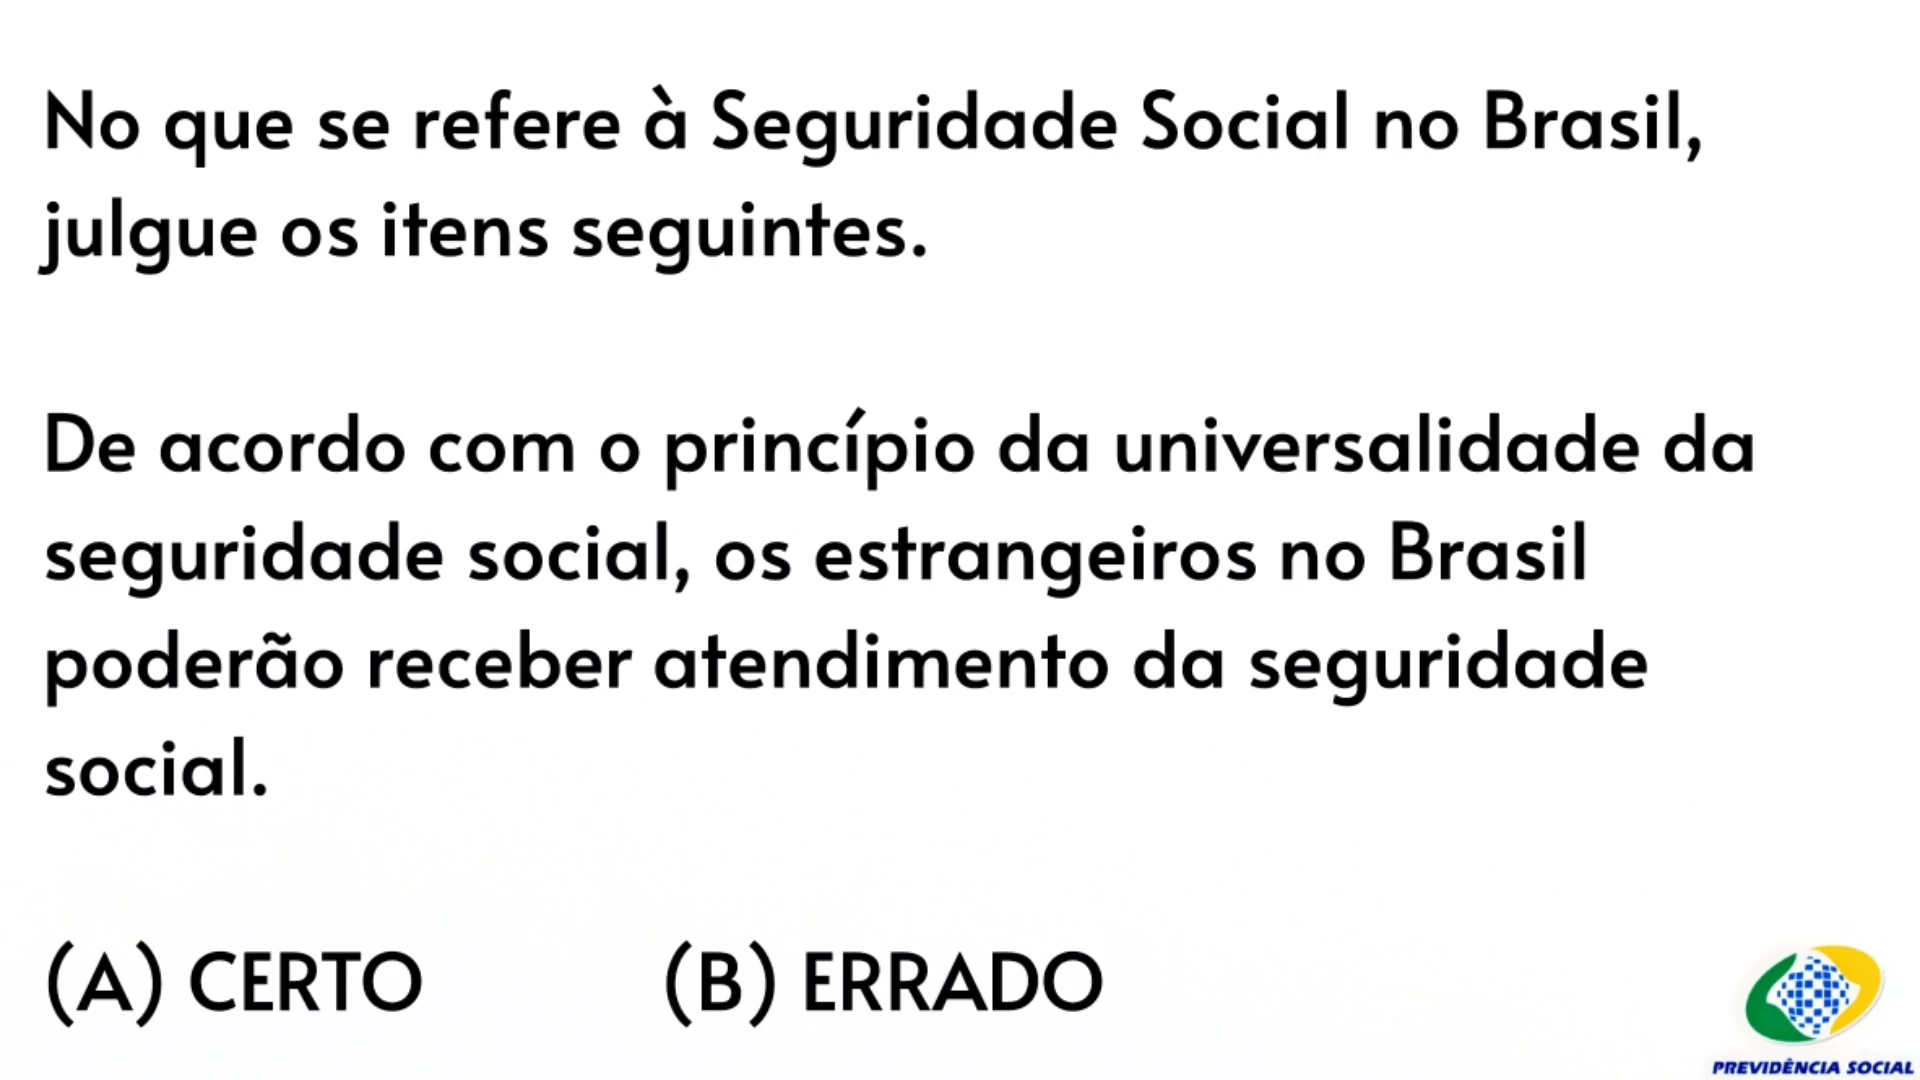 No que se refere à Seguridade Social no Brasil,
julgue os itens seguintes.
De acordo com o princípio da universalidade da
seguridade social, os estrangeiros no Brasil
poderão receber atendimento da seguridade
social.
(A) CERTO (B) ERRADO
PREVIDÊNCIA SOCIAL